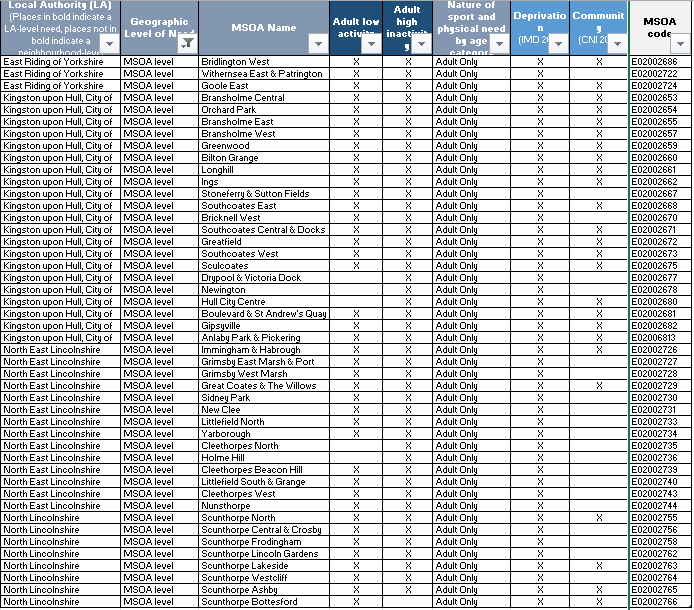 Local Authority (LA)
(Places in bold indicate a
LA-level need, places not
in bold indicate a
neighbourhood-level
Geographic
Level of Need
MSOA Name
Adult low
activity
Adult
high
inactivity
Nature of
sport and
physical need
by age
category
Deprivation
(IMD 20
Community
(CNI 20
MSOA
code
East Riding of Yorkshire MSOA level Bridlington West X X Adult Only X X E02002686
East Riding of Yorkshire MSOA level Withernsea East & Patrington X X Adult Only X E02002722
East Riding of Yorkshire MSOA level Goole East X X Adult Only X X E02002724
Kingston upon Hull, City of MSOA level Bransholme Central X X Adult Only X X E02002653
Kingston upon Hull, City of MSOA level Orchard Park X X Adult Only X X E02002654
Kingston upon Hull, City of MSOA level Bransholme East X X Adult Only X X E02002655
Kingston upon Hull, City of MSOA level Bransholme West X X Adult Only X X E02002657
Kingston upon Hull, City of MSOA level Greenwood X X Adult Only X X E02002659
Kingston upon Hull, City of MSOA level Bilton Grange X X Adult Only X X E02002660
Kingston upon Hull, City of MSOA level Longhill X X Adult Only X X E02002661
Kingston upon Hull, City of MSOA level Ings X X Adult Only X X E02002662
Kingston upon Hull, City of MSOA level Stoneferry & Sutton Fields X X Adult Only X E02002667
Kingston upon Hull, City of MSOA level Southcoates East X X Adult Only X X E02002668
Kingston upon Hull, City of MSOA level Bricknell West X X Adult Only X E02002670
Kingston upon Hull, City of MSOA level Southcoates Central & Docks X X Adult Only X X E02002671
Kingston upon Hull, City of MSOA level Greatfield X X Adult Only X X E02002672
Kingston upon Hull, City of MSOA level Southcoates West X X Adult Only X X E02002673
Kingston upon Hull, City of MSOA level Sculcoates X X Adult Only X X E02002675
Kingston upon Hull, City of MSOA level Drypool & Victoria Dock X Adult Only X E02002677
Kingston upon Hull, City of MSOA level Newington X Adult Only X E02002678
Kingston upon Hull, City of MSOA level Hull City Centre X Adult Only X X E02002680
Kingston upon Hull, City of MSOA level Boulevard & St Andrew's Quay X X Adult Only X X E02002681
Kingston upon Hull, City of MSOA level Gipsyville X X Adult Only X X E02002682
Kingston upon Hull, City of MSOA level Anlaby Park & Pickering X X Adult Only X X E02006813
North East Lincolnshire MSOA level Immingham & Habrough X X Adult Only X X E02002726
North East Lincolnshire MSOA level Grimsby East Marsh & Port X X Adult Only X E02002727
North East Lincolnshire MSOA level Grimsby West Marsh X X Adult Only X E02002728
North East Lincolnshire MSOA level Great Coates & The Willows X X Adult Only X X E02002729
North East Lincolnshire MSOA level Sidney Park X X Adult Only X E02002730
North East Lincolnshire MSOA level New Clee X X Adult Only X E02002731
North East Lincolnshire MSOA level Littlefield North X X Adult Only X E02002733
North East Lincolnshire MSOA level Yarborough X X Adult Only X E02002734
North East Lincolnshire MSOA level Cleethorpes North X Adult Only X E02002735
North East Lincolnshire MSOA level Holme Hill X Adult Only X E02002736
North East Lincolnshire MSOA level Cleethorpes Beacon Hill X X Adult Only X E02002739
North East Lincolnshire MSOA level Littlefield South & Grange X X Adult Only X E02002740
North East Lincolnshire MSOA level Cleethorpes West X X Adult Only X E02002743
North East Lincolnshire MSOA level Nunsthorpe X X Adult Only X E02002744
North Lincolnshire MSOA level Scunthorpe North X X Adult Only X X E02002755
North Lincolnshire MSOA level Scunthorpe Central & Crosby X X Adult Only X E02002756
North Lincolnshire MSOA level Scunthorpe Frodingham X X Adult Only X E02002758
North Lincolnshire MSOA level Scunthorpe Lincoln Gardens X X Adult Only X E02002762
North Lincolnshire MSOA level Scunthorpe Lakeside X X Adult Only X X E02002763
North Lincolnshire MSOA level Scunthorpe Westcliff X X Adult Only X E02002764
North Lincolnshire MSOA level Scunthorpe Ashby X X Adult Only X X E02002765
North Lincolnshire MSOA level Scunthorpe Bottesford X Adult Only X X E02002766